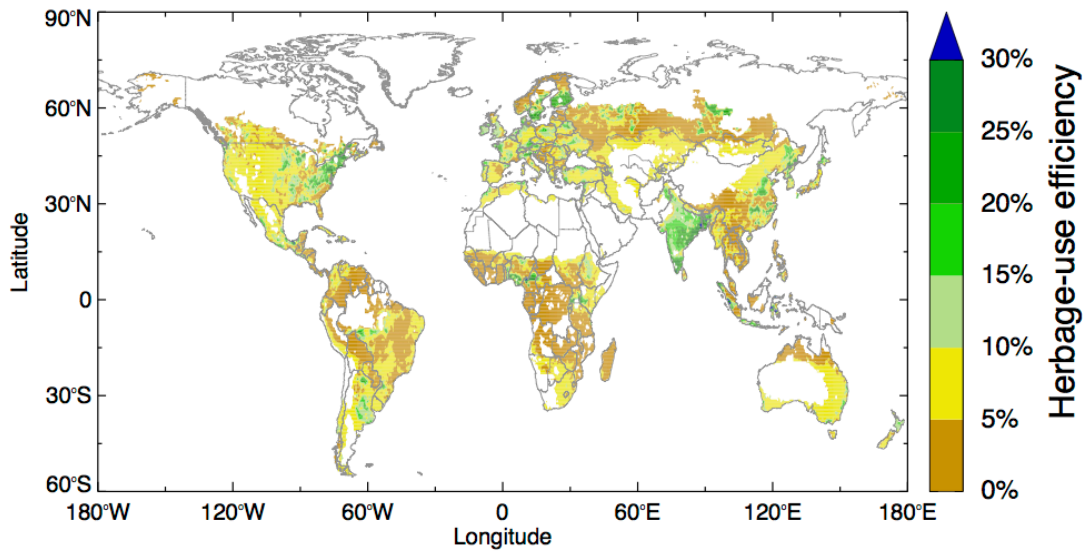 90°N
60°N
30°N
0
30°S
60°S
Latitude
180°W
120°W
60°W
0
60°E
120°E
180°E
Longitude
30%
25%
20%
15%
10%
5%
0%
Herbage-use efficiency